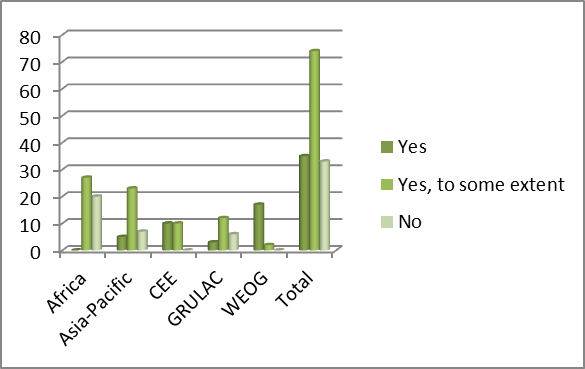 80
70
60
50
40
30
20
10
0
Africa
Asia-Pacific
CEE
GRULAC
WEOG
Total
Yes
Yes, to some extent
No